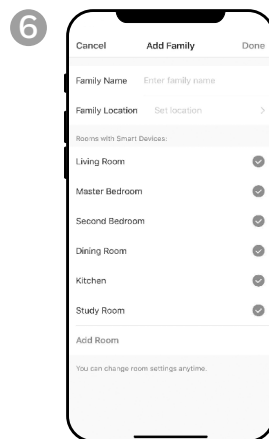 6
Cancel Add Family Done
Family Name Enter family name
Family Location Set location
Rooms with Smart Devices:
Living Room
Master Bedroom
Second Bedroom
Dining Room
Kitchen
Study Room
Add Room
You can change room settings anytime.